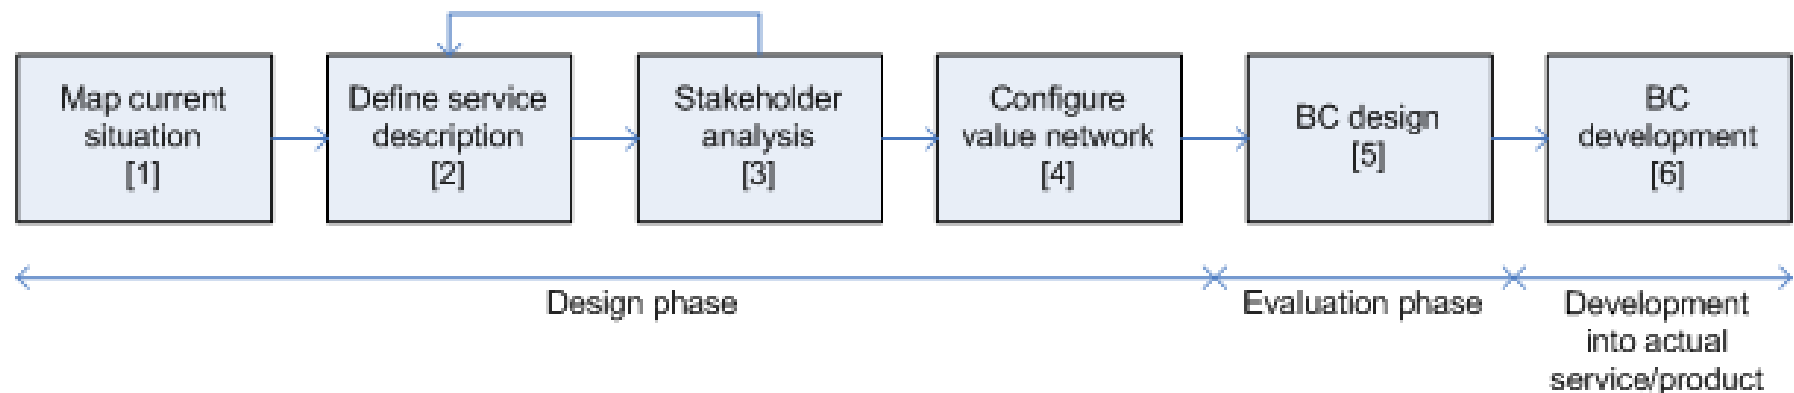 Map current
situation
[1]
Define service
description
[2]
Stakeholder
analysis
[3]
Configure
value network
[4]
BC design
[5]
BC
development
[6]
Design phase
Evaluation phase
Development
into actual
service/product